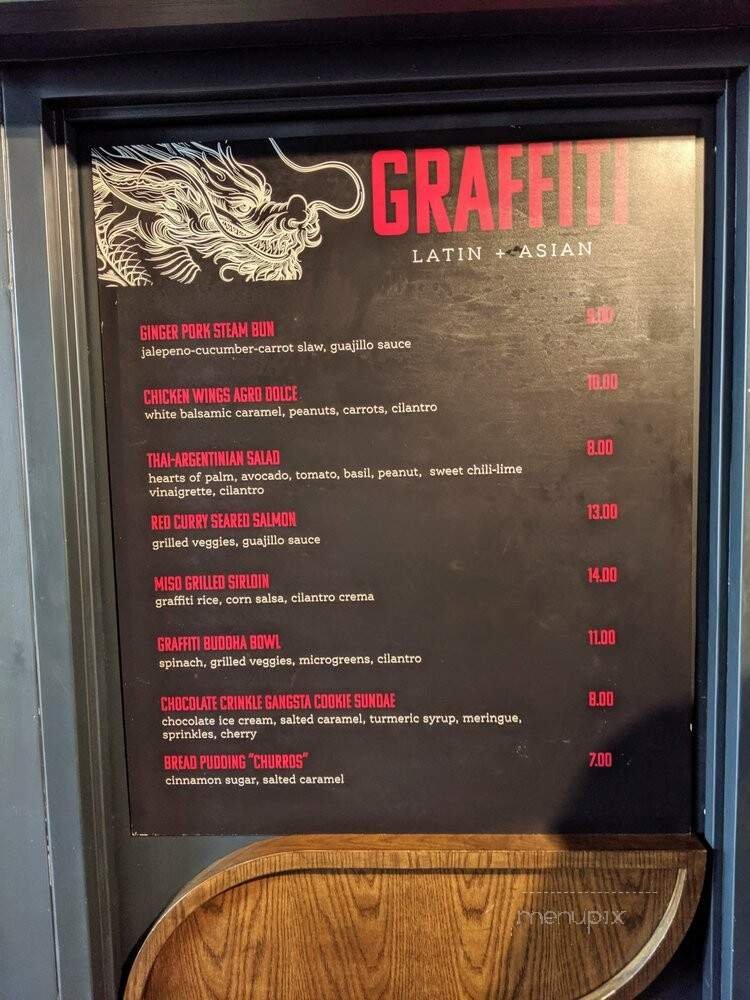 GRAFFITI
LATIN + ASIAN
GINGER PORK STEAM BUN 9.00
jalepeno-cucumber-carrot slaw, guajillo sauce
CHICKEN WINGS AGRO DOLCE 10.00
white balsamic caramel, peanuts, carrots, cilantro
THAI-ARGENTINIAN SALAD 8.00
hearts of palm, avocado, tomato, basil, peanut, sweet chili-lime
vinaigrette, cilantro
RED CURRY SEARED SALMON 13.00
grilled veggies, guajillo sauce
MISO GRILLED SIRLOIN 14.00
graffiti rice, corn salsa, cilantro crema
GRAFFITI BUDDHA BOWL 11.00
spinach, grilled veggies, microgreens, cilantro
CHOCOLATE CRINKLE GANGSTA COOKIE SUNDAE 8.00
chocolate ice cream, salted caramel, turmeric syrup, meringue,
sprinkles, cherry
BREAD PUDDING "CHURROS" 7.00
cinnamon sugar, salted caramel
menupix